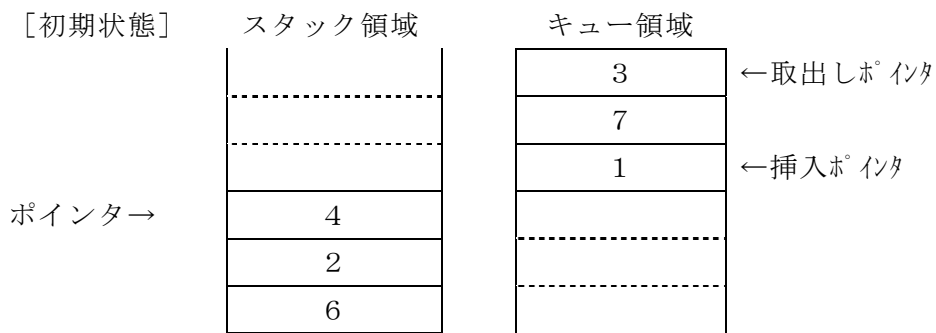 [初期状態] スタック領域 キュー領域
3 ←取出しポインタ
7
1 ←挿入ポインタ
ポインタ→ 4
2
6